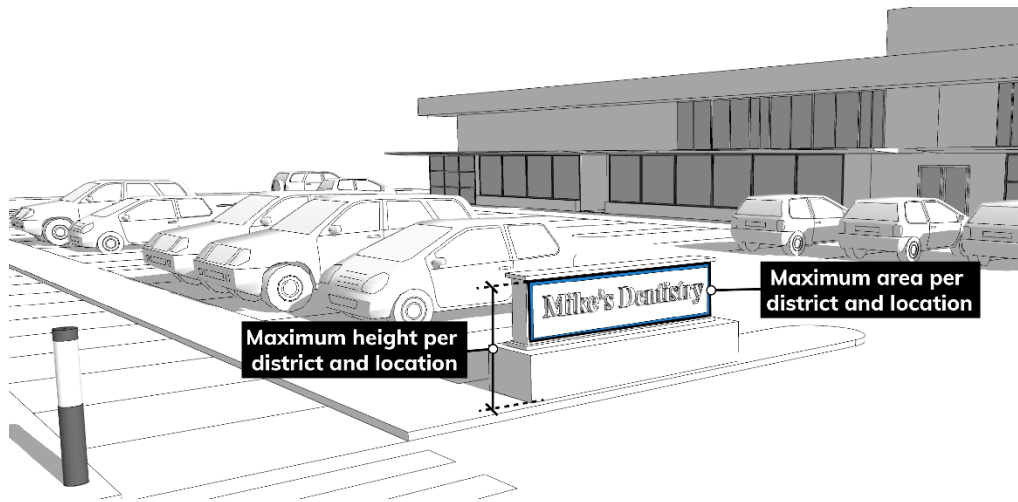 Mike's Dentistry
Maximum area per
district and location
Maximum height per
district and location